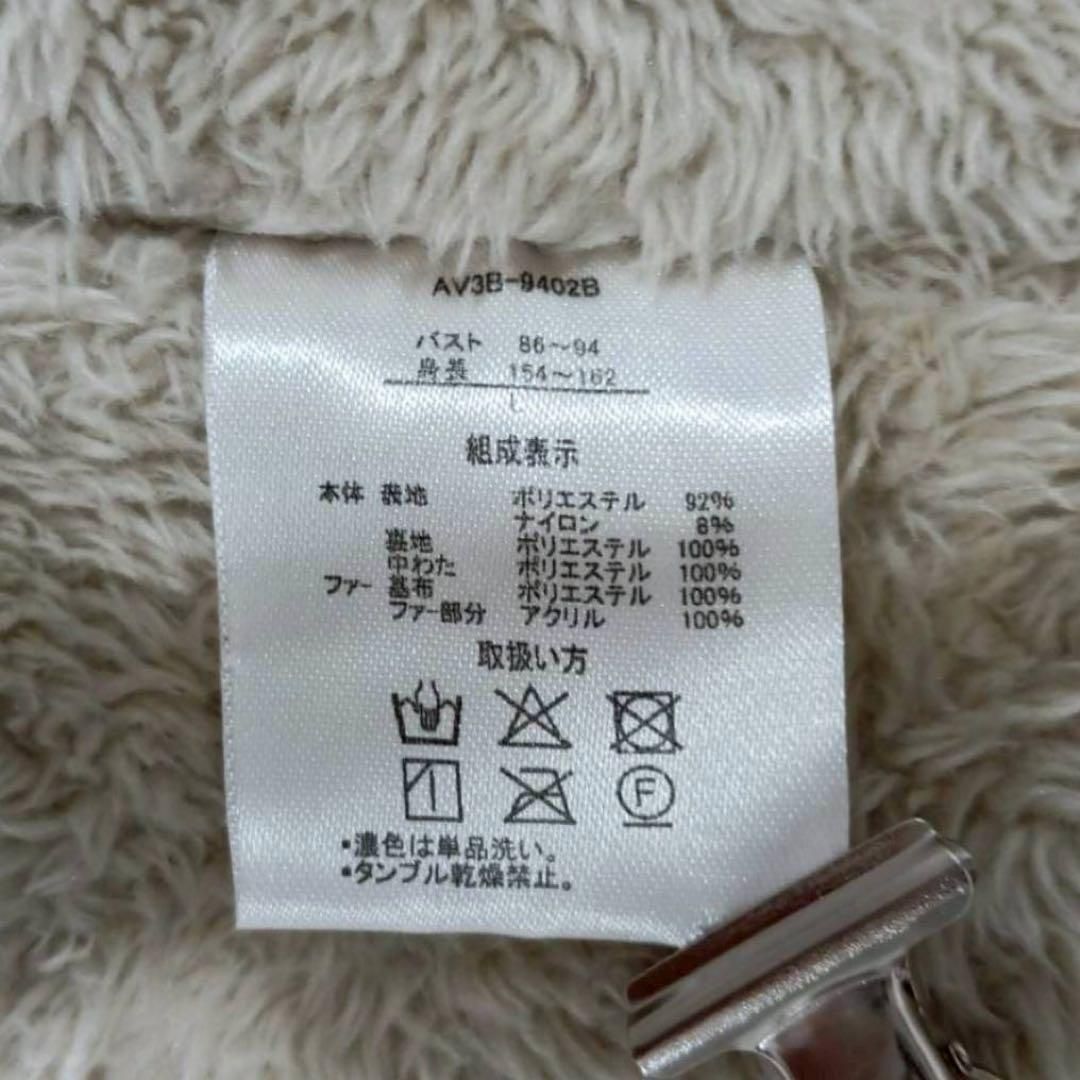 AV3B-9402B
バスト 86～94
身長 154～162
L
組成表示
本体 表地 ポリエステル 92%
ナイロン 8%
裏地 ポリエステル 100%
中わた ポリエステル 100%
ファー 基布 ポリエステル 100%
ファー部分 アクリル 100%
取扱い方
F
•濃色は単品洗い。
•タンブル乾燥禁止。